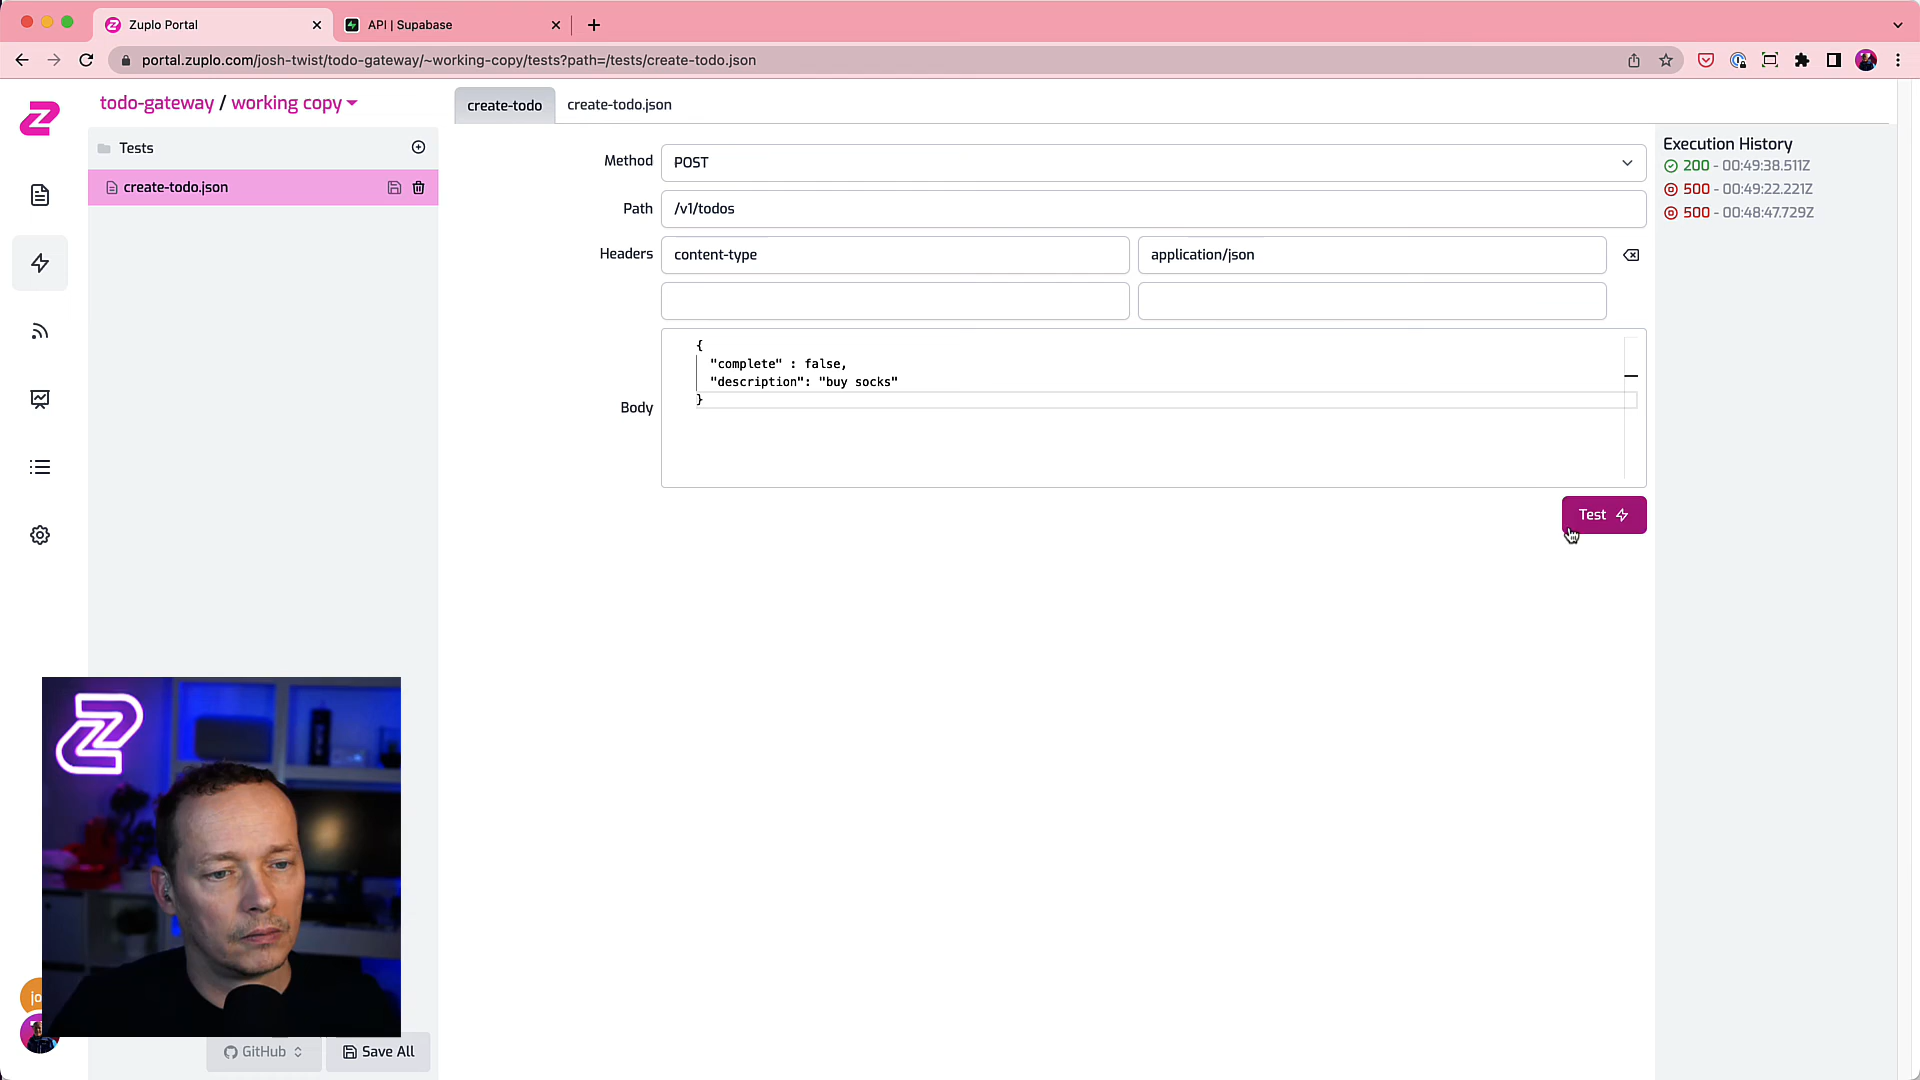 Zuplo Portal
API | Supabase
portal.zuplo.com/josh-twist/todo-gateway/~working-copy/tests?path=/tests/create-todo.json
todo-gateway / working copy
Tests
create-todo.json
create-todo
create-todo.json
Method
POST
Path
/v1/todos
Headers
content-type
application/json
Body
{
"complete" : false,
"description": "buy socks"
}
Test
Execution History
200 - 00:49:38.511Z
500 - 00:49:22.221Z
500 - 00:48:47.729Z
jo
GitHub
Save All